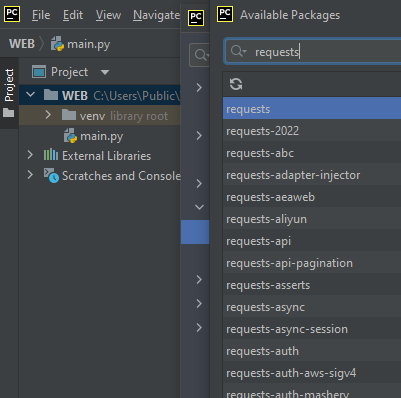 PC File Edit View Navigate
WEB main.py
Project
Project
WEB C:\Users\Public\
venv library root
main.py
External Libraries
Scratches and Console
PC
PC Available Packages
requests
requests
requests-2022
requests-abc
requests-adapter-injector
requests-aeaweb
requests-aliyun
requests-api
requests-api-pagination
requests-asserts
requests-async
requests-async-session
requests-auth
requests-auth-aws-sigv4
requests-auth-mashery